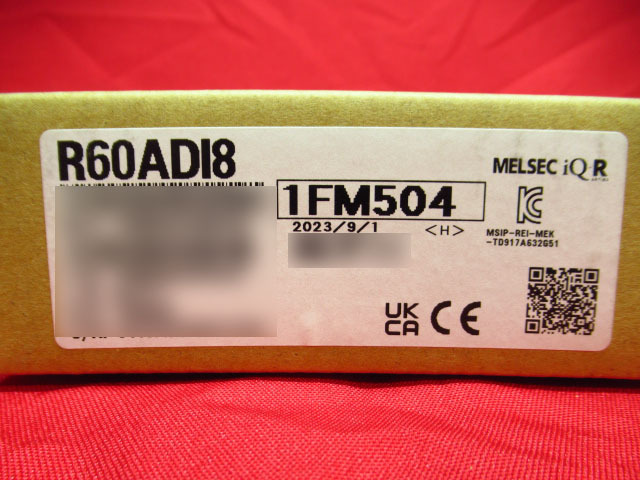 R60ADI8
MELSEC iQ-R
1FM504
2023/9/1 <H>
MSIP-REI-MEK
-TD917A632G51
UK
CA CE